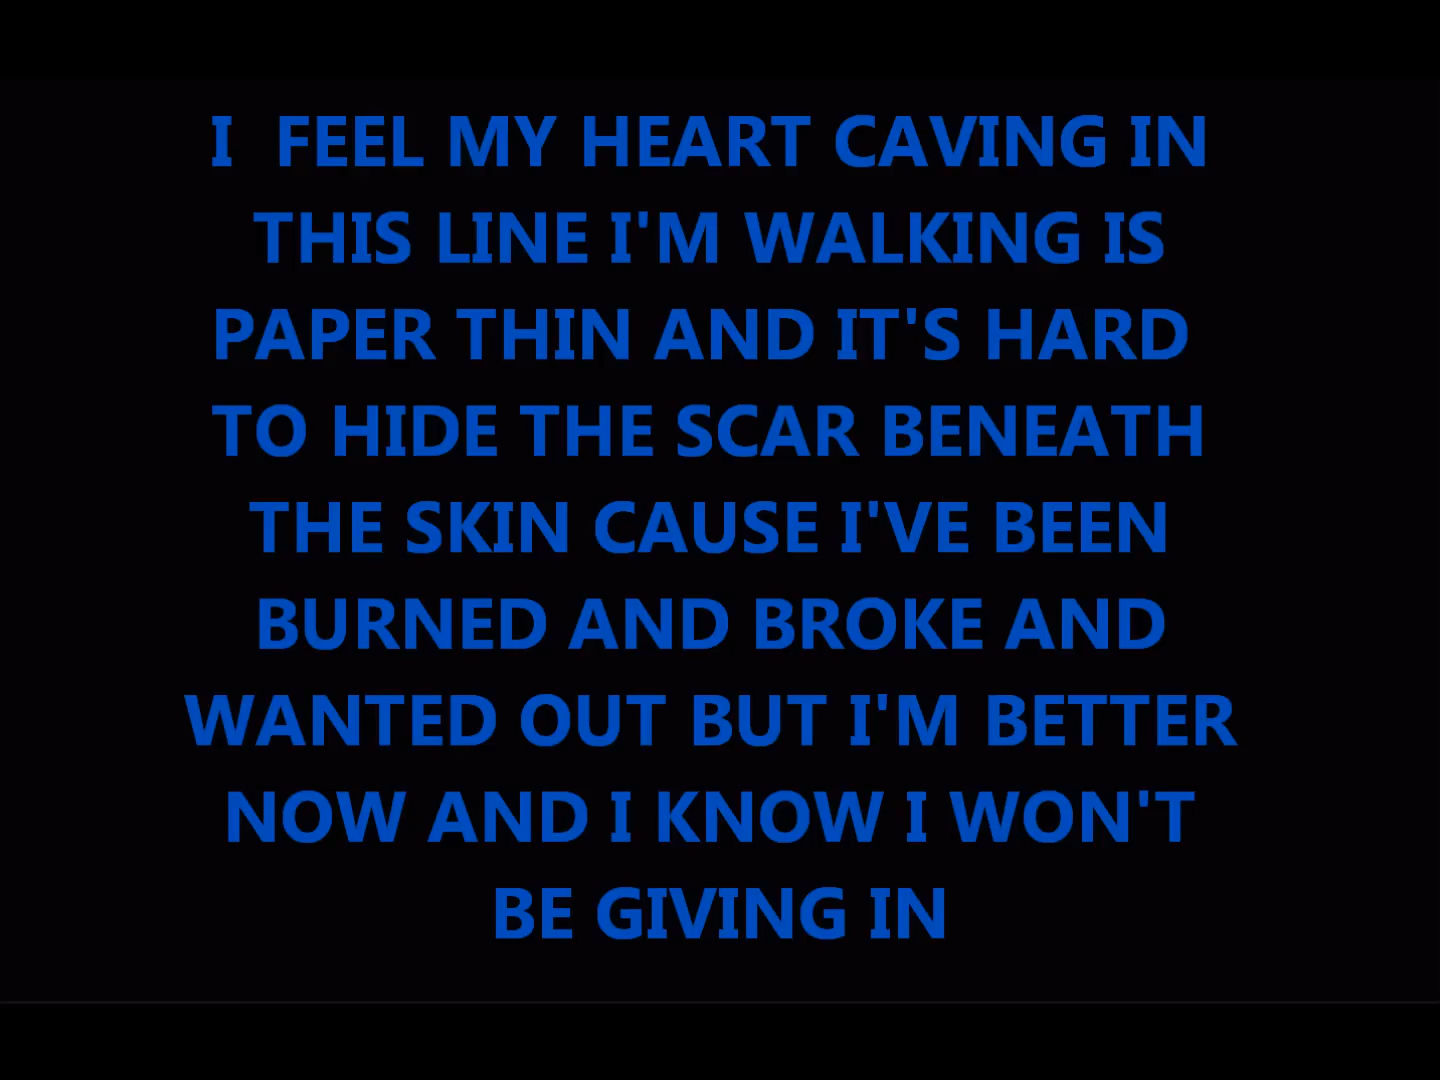 I  FEEL MY HEART CAVING IN
THIS LINE I'M WALKING IS
PAPER THIN AND IT'S HARD
TO HIDE THE SCAR BENEATH
THE SKIN CAUSE I'VE BEEN
BURNED AND BROKE AND
WANTED OUT BUT I'M BETTER
NOW AND I KNOW I WON'T
BE GIVING IN